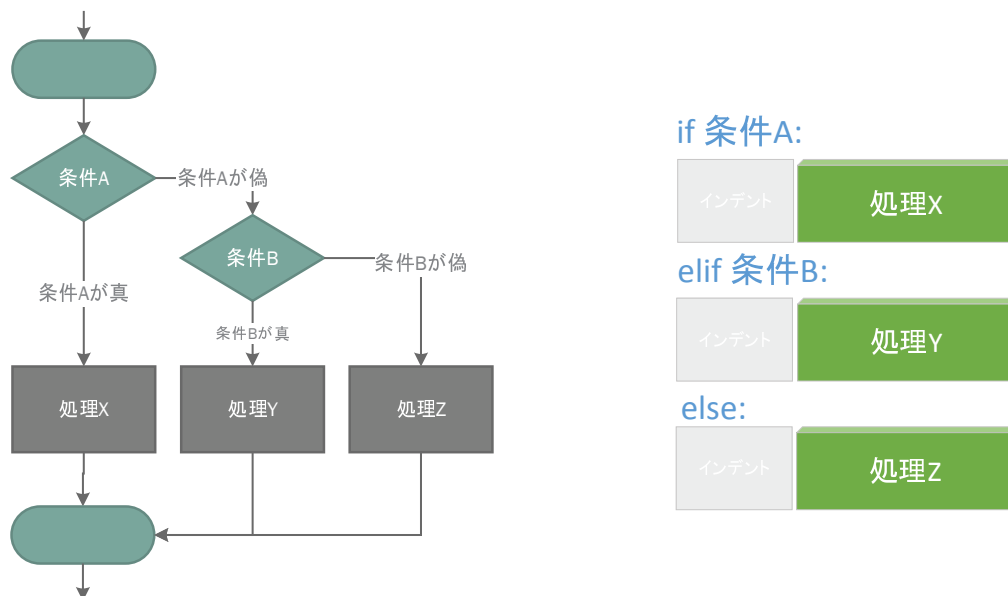 条件A
条件Aが偽
条件B
条件Bが偽
条件Aが真
条件Bが真
処理X
処理Y
処理Z
if 条件A:
インデント
処理X
elif 条件B:
インデント
処理Y
else:
インデント
処理Z